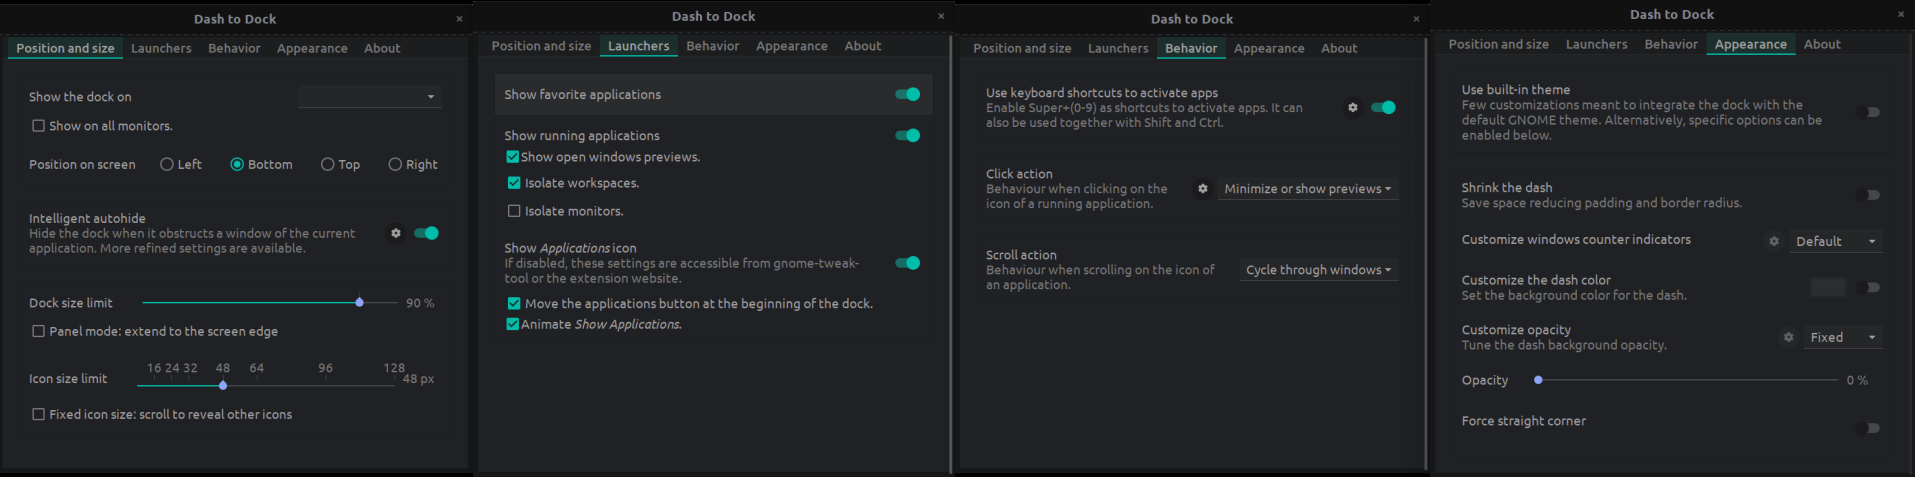 Dash to Dock
Position and size Launchers Behavior Appearance About
Show the dock on
Show on all monitors.
Position on screen Left Bottom Top Right
Intelligent autohide
Hide the dock when it obstructs a window of the current
application. More refined settings are available.
Dock size limit 90 %
Panel mode: extend to the screen edge
16 24 32 48 64 96 128
Icon size limit 48 px
Fixed icon size: scroll to reveal other icons
Dash to Dock
Position and size Launchers Behavior Appearance About
Show favorite applications
Show running applications
Show open windows previews.
Isolate workspaces.
Isolate monitors.
Show Applications icon
If disabled, these settings are accessible from gnome-tweak-
tool or the extension website.
Move the applications button at the beginning of the dock.
Animate Show Applications.
Dash to Dock
Position and size Launchers Behavior Appearance About
Use keyboard shortcuts to activate apps
Enable Super+(0-9) as shortcuts to activate apps. It can
also be used together with Shift and Ctrl.
Click action
Behaviour when clicking on the
icon of a running application.
Minimize or show previews
Scroll action
Behaviour when scrolling on the icon of
an application.
Cycle through windows
Dash to Dock
Position and size Launchers Behavior Appearance About
Use built-in theme
Few customizations meant to integrate the dock with the
default GNOME theme. Alternatively, specific options can be
enabled below.
Shrink the dash
Save space reducing padding and border radius.
Customize windows counter indicators Default
Customize the dash color
Set the background color for the dash.
Customize opacity
Tune the dash background opacity.
Fixed
Opacity 0 %
Force straight corner